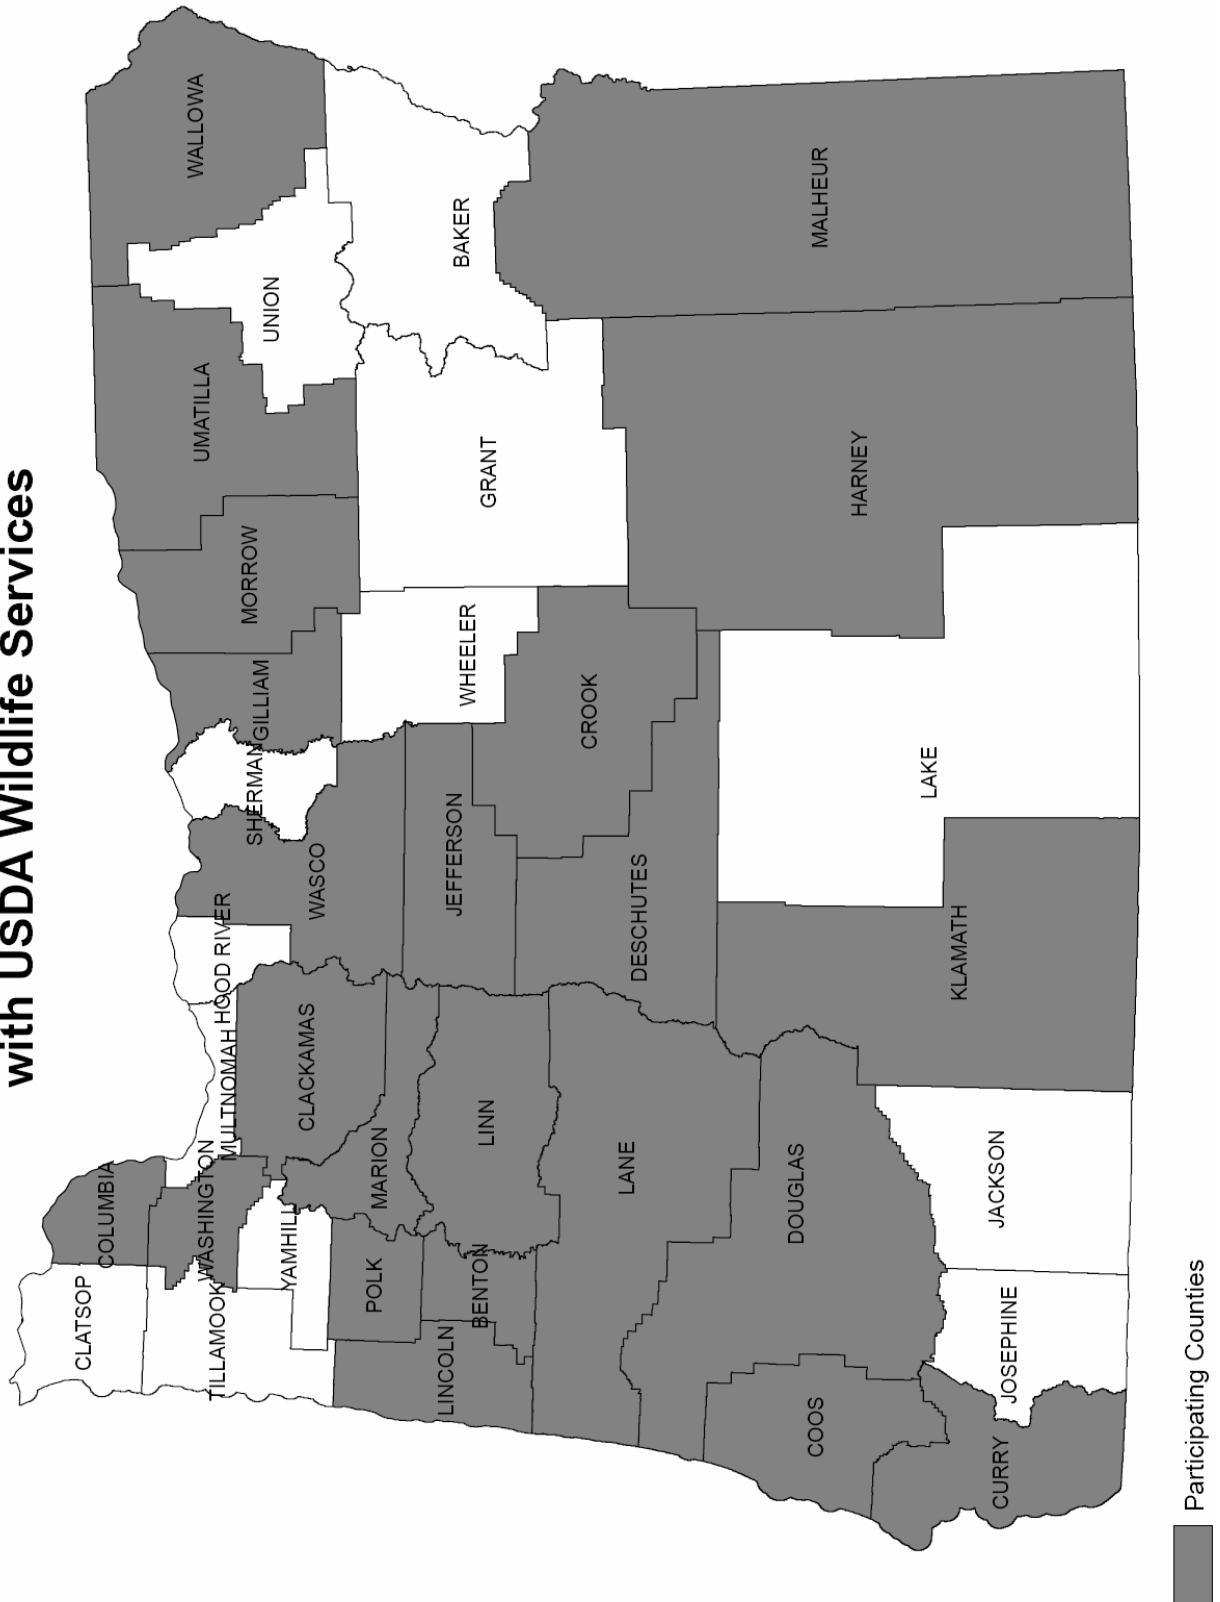 with USDA Wildlife Services
CLATSOP
COLUMBIA
TILLAMOOK
WASHINGTON
MULTNOMAH
HOOD RIVER
SHERMAN
GILLIAM
MORROW
UMATILLA
WALLOWA
UNION
YAMHILL
CLACKAMAS
WASCO
POLK
MARION
LINCOLN
BENTON
LINN
JEFFERSON
WHEELER
GRANT
BAKER
LANE
DESCHUTES
CROOK
DOUGLAS
COOS
KLAMATH
LAKE
HARNEY
MALHEUR
CURRY
JOSEPHINE
JACKSON
Participating Counties